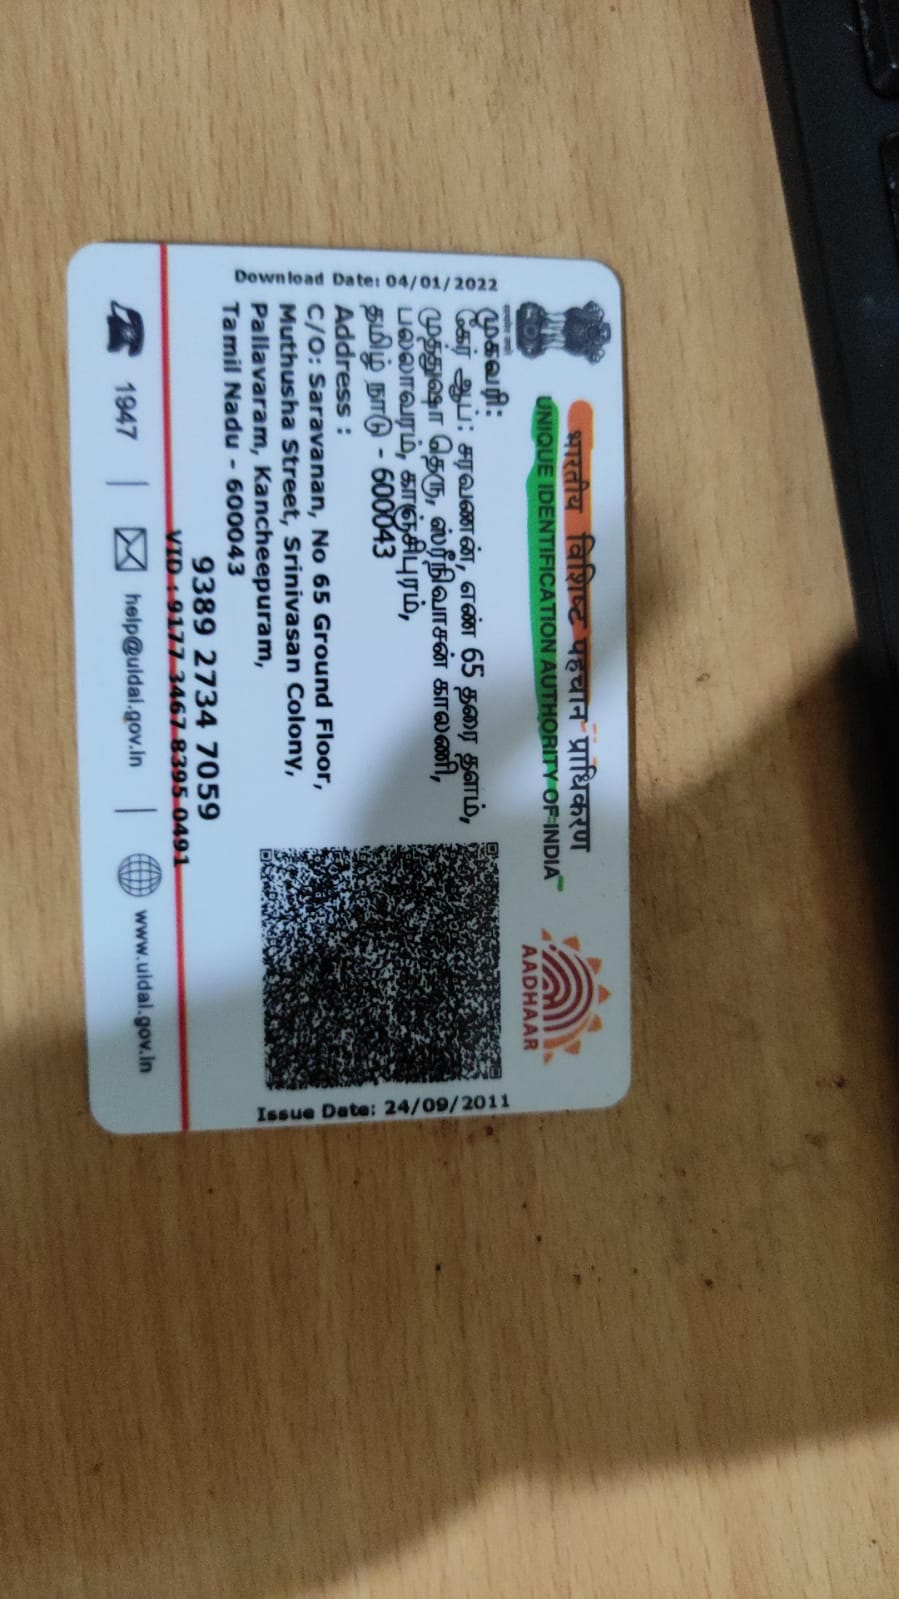 भारतीय विशिष्ट पहचान प्राधिकरण
UNIQUE IDENTIFICATION AUTHORITY OF INDIA
AADHAAR
Download Date: 04/01/2022
முகவரி:
கேர் ஆப்: சரவணன், எண் 65 தரை தளம்,
முத்துஷா தெரு, ஸ்ரீநிவாசன் காலணி,
பல்லாவரம், காஞ்சிபுரம்,
தமிழ் நாடு - 600043
Address :
C/O: Saravanan, No 65 Ground Floor,
Muthusha Street, Srinivasan Colony,
Pallavaram, Kancheepuram,
Tamil Nadu - 600043
Issue Date: 24/09/2011
9389 2734 7059
VID : 9177 3467 8395 0491
1947 | help@uidai.gov.in | www.uidai.gov.in